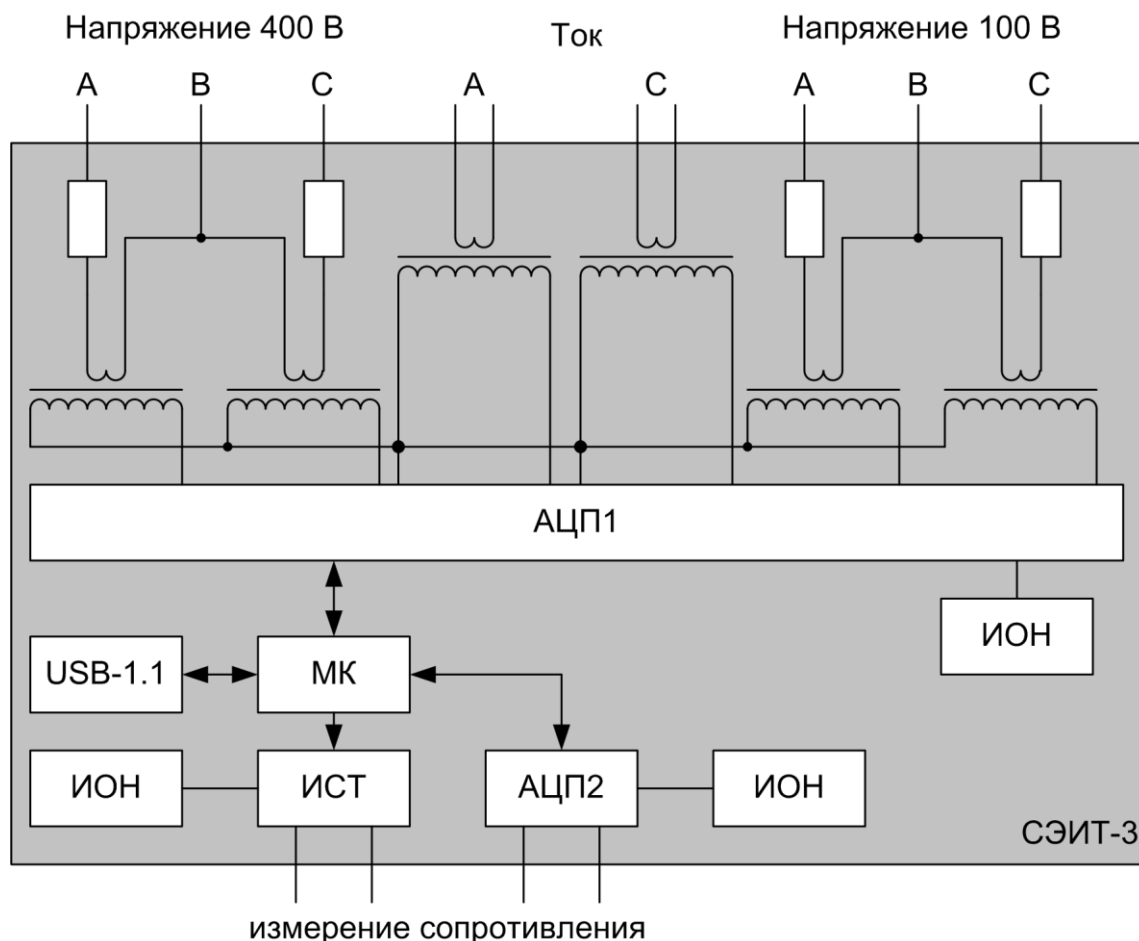 Напряжение 400 В
Ток
Напряжение 100 В
А В С А С А В С
АЦП1
ИОН
USB-1.1 МК
ИОН ИСТ АЦП2 ИОН
СЭИТ-3
измерение сопротивления